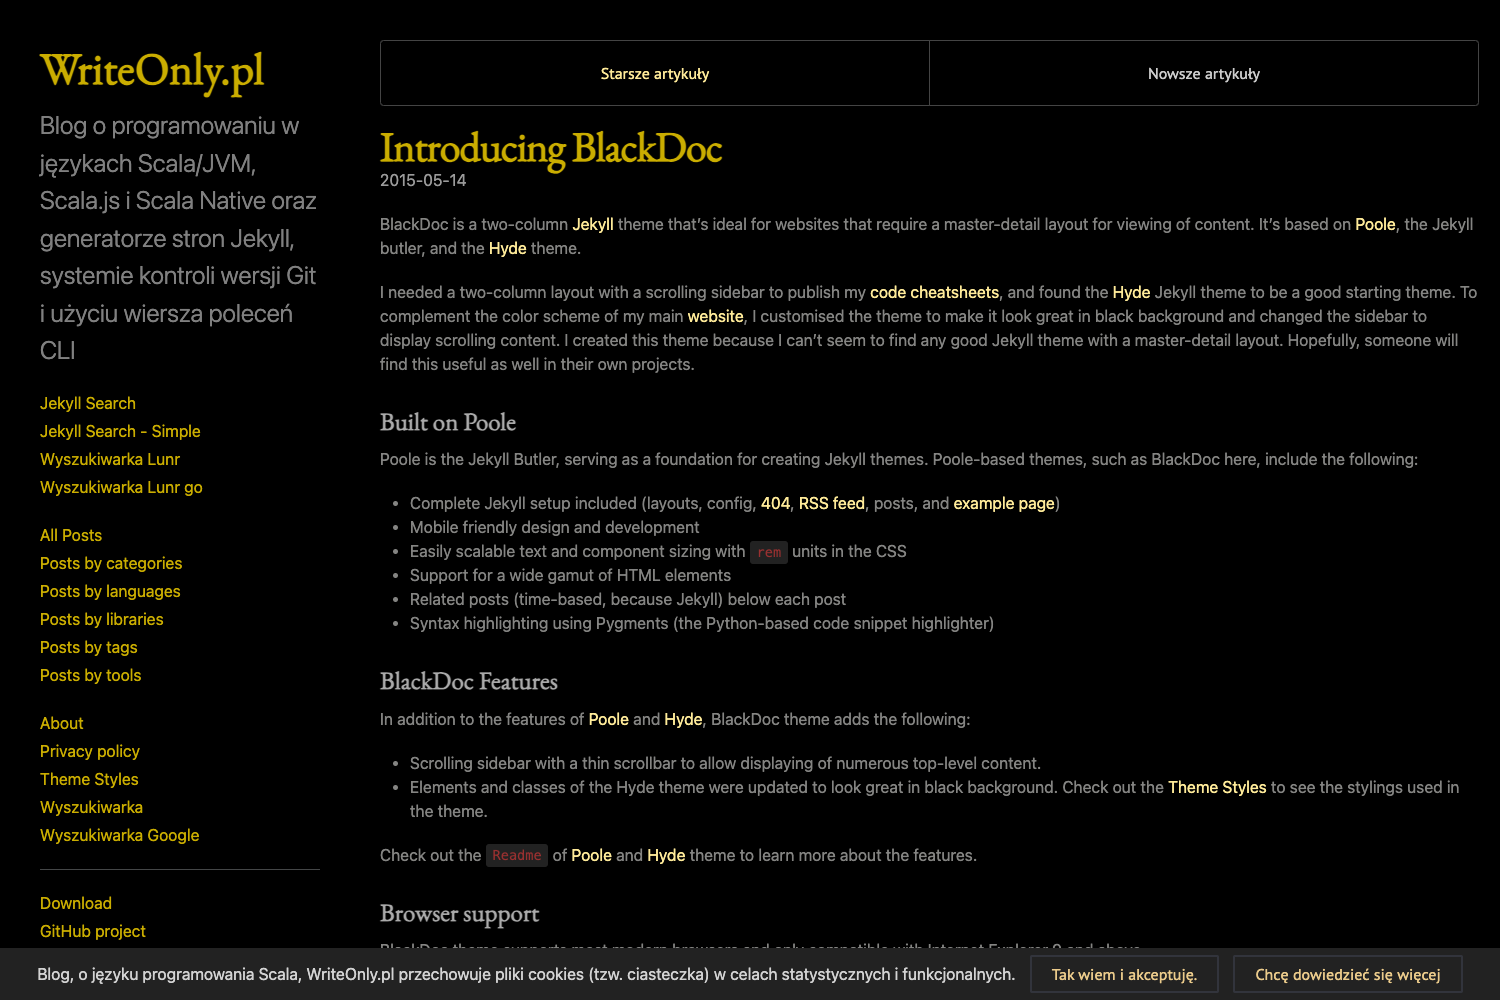 WriteOnly.pl
Blog o programowaniu w
językach Scala/JVM,
Scala.js i Scala Native oraz
generatorze stron Jekyll,
systemie kontroli wersji Git
i użyciu wiersza poleceń
CLI
Jekyll Search
Jekyll Search - Simple
Wyszukiwarka Lunr
Wyszukiwarka Lunr go
All Posts
Posts by categories
Posts by languages
Posts by libraries
Posts by tags
Posts by tools
About
Privacy policy
Theme Styles
Wyszukiwarka
Wyszukiwarka Google
Download
GitHub project
Starsze artykuły
Nowsze artykuły
Introducing BlackDoc
2015-05-14
BlackDoc is a two-column Jekyll theme that’s ideal for websites that require a master-detail layout for viewing of content. It’s based on Poole, the Jekyll
butler, and the Hyde theme.
I needed a two-column layout with a scrolling sidebar to publish my code cheatsheets, and found the Hyde Jekyll theme to be a good starting theme. To
complement the color scheme of my main website, I customised the theme to make it look great in black background and changed the sidebar to
display scrolling content. I created this theme because I can’t seem to find any good Jekyll theme with a master-detail layout. Hopefully, someone will
find this useful as well in their own projects.
Built on Poole
Poole is the Jekyll Butler, serving as a foundation for creating Jekyll themes. Poole-based themes, such as BlackDoc here, include the following:
• Complete Jekyll setup included (layouts, config, 404, RSS feed, posts, and example page)
• Mobile friendly design and development
• Easily scalable text and component sizing with rem units in the CSS
• Support for a wide gamut of HTML elements
• Related posts (time-based, because Jekyll) below each post
• Syntax highlighting using Pygments (the Python-based code snippet highlighter)
BlackDoc Features
In addition to the features of Poole and Hyde, BlackDoc theme adds the following:
• Scrolling sidebar with a thin scrollbar to allow displaying of numerous top-level content.
• Elements and classes of the Hyde theme were updated to look great in black background. Check out the Theme Styles to see the stylings used in
the theme.
Check out the Readme of Poole and Hyde theme to learn more about the features.
Browser support
BlackDoc theme supports most modern browsers and only compatible with Internet Explorer 9 and above.
Blog, o języku programowania Scala, WriteOnly.pl przechowuje pliki cookies (tzw. ciasteczka) w celach statystycznych i funkcjonalnych.
Tak wiem i akceptuję.
Chcę dowiedzieć się więcej